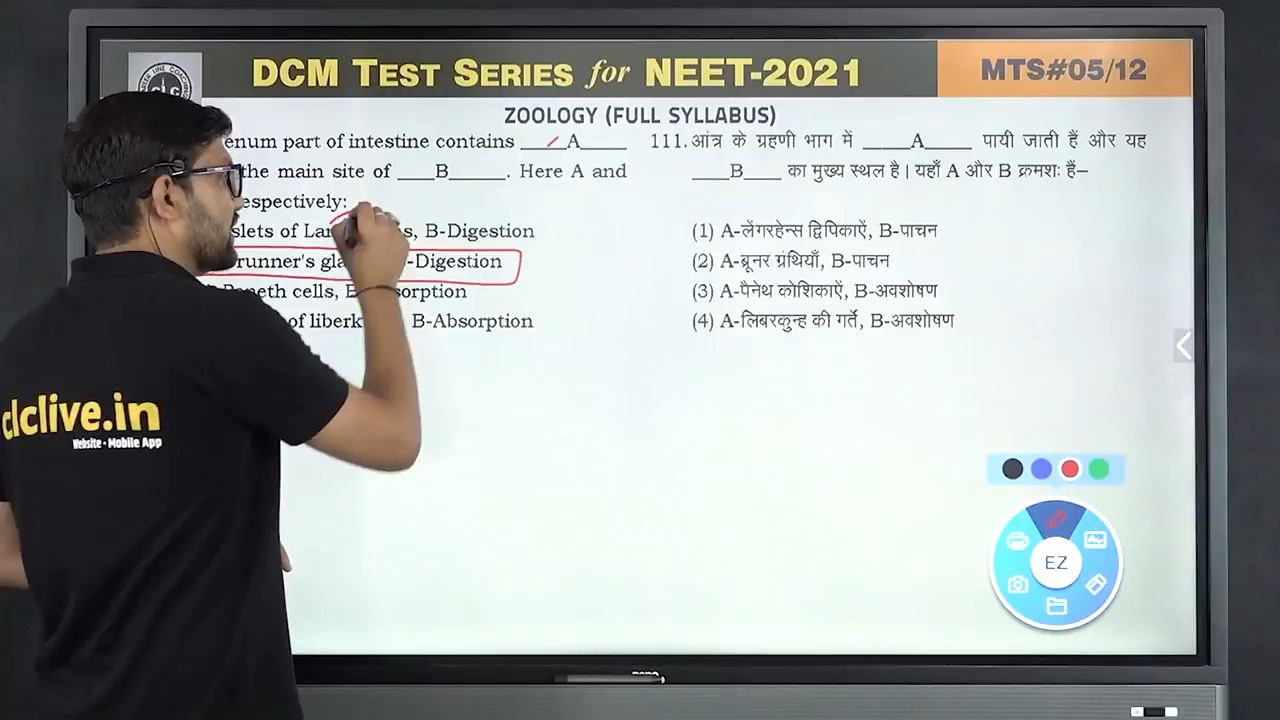 DCM TEST SERIES for NEET-2021
MTS#05/12
ZOOLOGY (FULL SYLLABUS)
enum part of intestine contains ____A____
the main site of ____B____. Here A and
espectively:
slets of Lan s, B-Digestion
runner's gla -Digestion
Paneth cells, B sorption
of liberk B-Absorption
111. आंत्र के ग्रहणी भाग में ____A____ पायी जाती हैं और यह
____B____ का मुख्य स्थल है। यहाँ A और B क्रमशः हैं–
(1) A-लेंगरहेन्स द्विपिकाऐं, B-पाचन
(2) A-ब्रूनर ग्रंथियाँ, B-पाचन
(3) A-पैनेथ कोशिकाऐं, B-अवशोषण
(4) A-लिबरकुन्ह की गर्ते, B-अवशोषण
EZ
clclive.in
Website • Mobile App